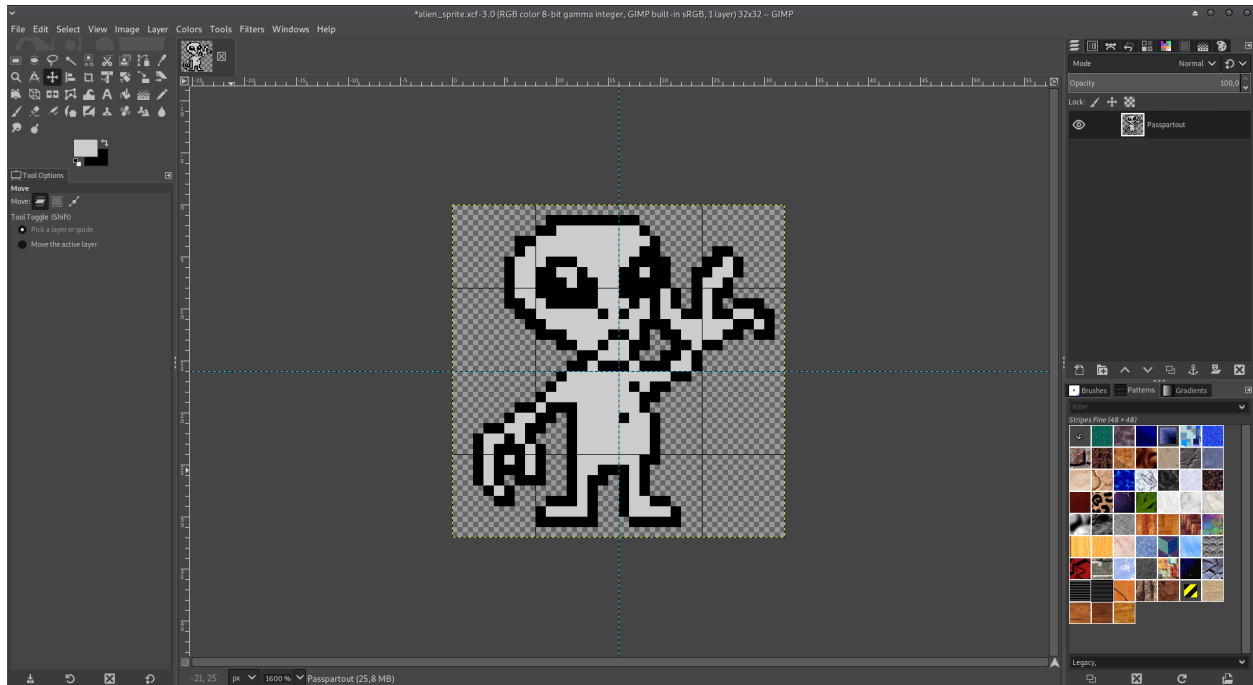 *alien_sprite.xcf-3.0 (RGB color 8-bit gamma integer, GIMP built-in sRGB, 1 layer) 32x32 – GIMP
File Edit Select View Image Layer Colors Tools Filters Windows Help
Mode Normal
Opacity 100,0
Lock:
Passpartout
Tool Options
Move
Move:
Tool Toggle (Shift)
Pick a layer or guide
Move the active layer
Brushes Patterns Gradients
filter
Stripes Fine (48 × 48)
Legacy,
-21, 25 px 1600 % Passpartout (25,8 MB)